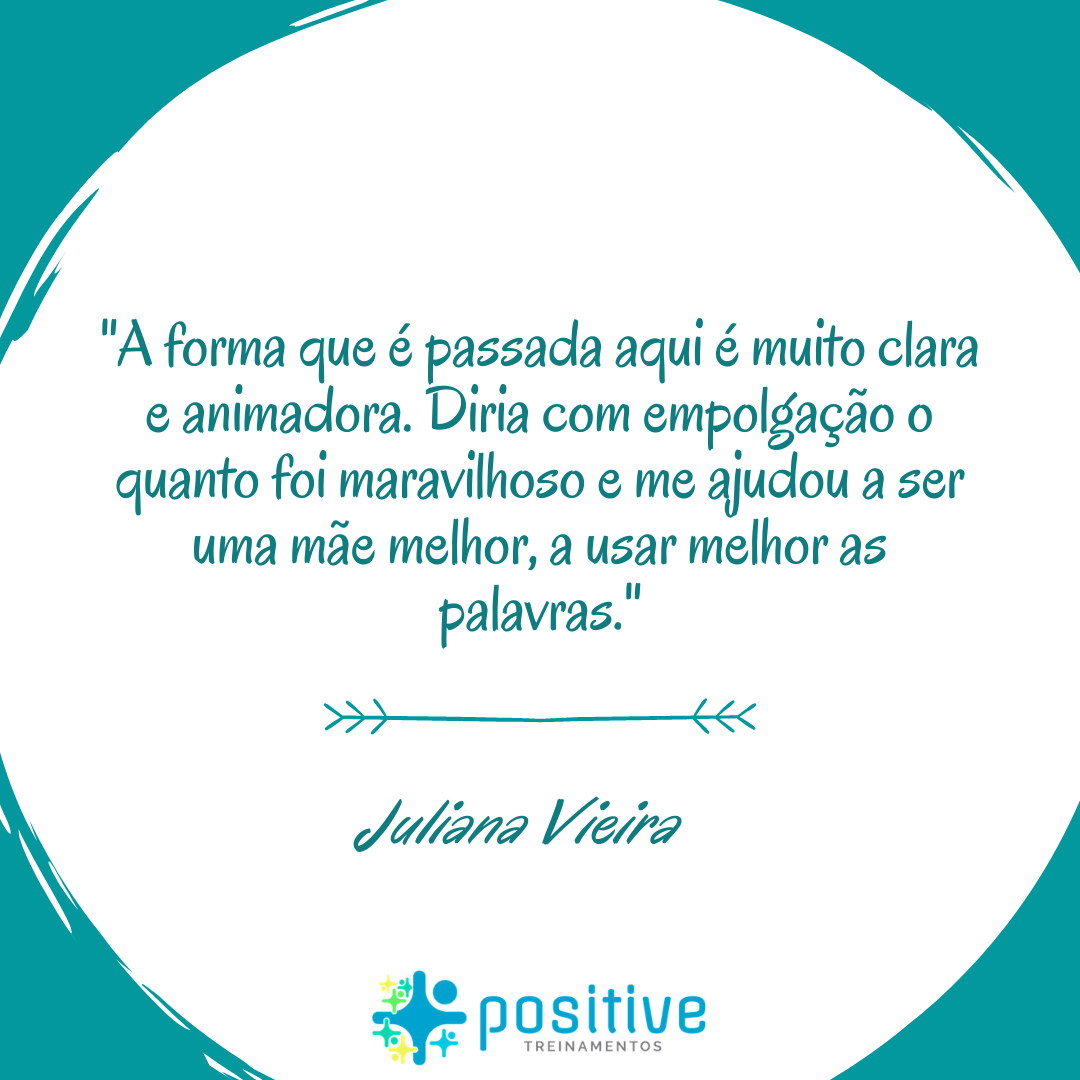 "A forma que é passada aqui é muito clara
e animadora. Diria com empolgação o
quanto foi maravilhoso e me ajudou a ser
uma mãe melhor, a usar melhor as
palavras."
Juliana Vieira
positive
TREINAMENTOS